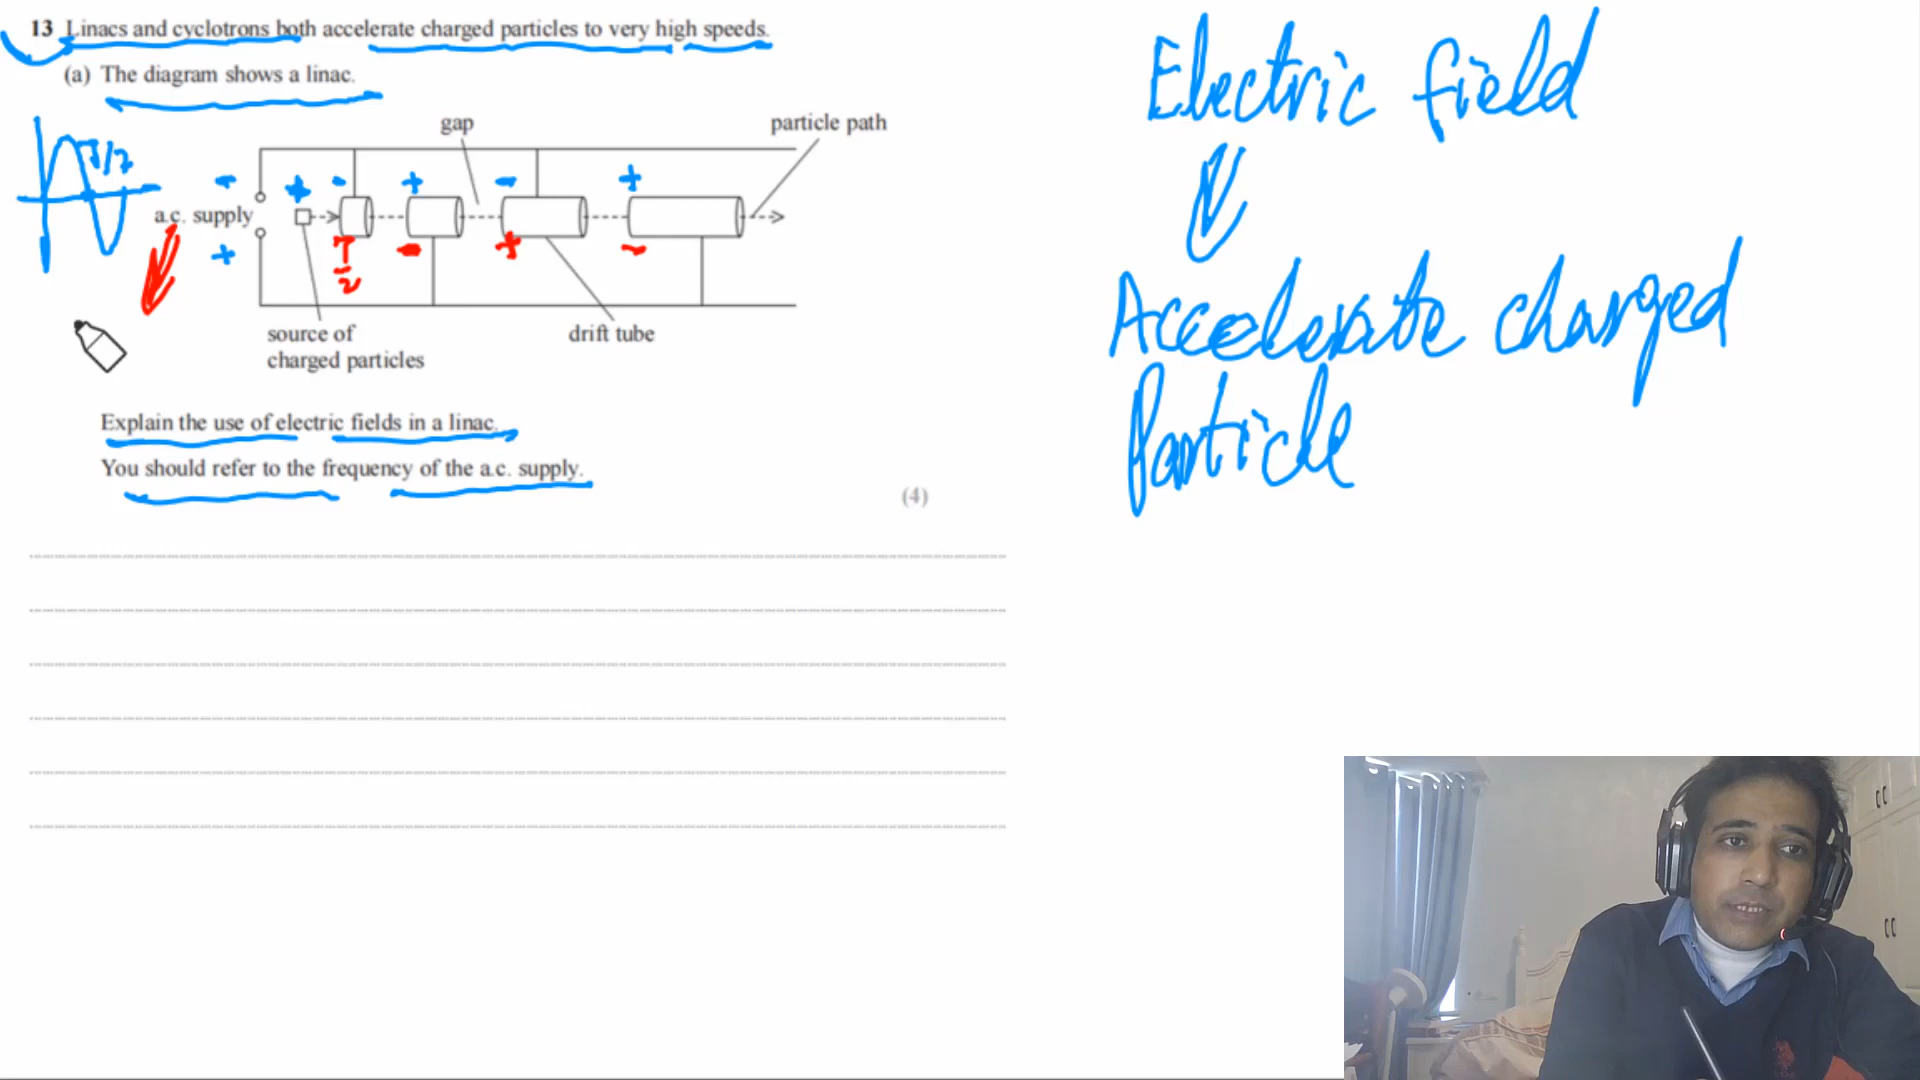 13 Linacs and cyclotrons both accelerate charged particles to very high speeds.
(a) The diagram shows a linac.
gap
particle path
T/2
- + - + - +
a.c. supply
+
T/2
- + -
source of
charged particles
drift tube
Explain the use of electric fields in a linac.
You should refer to the frequency of the a.c. supply.
(4)
Electric field
Accelerate charged
Particle